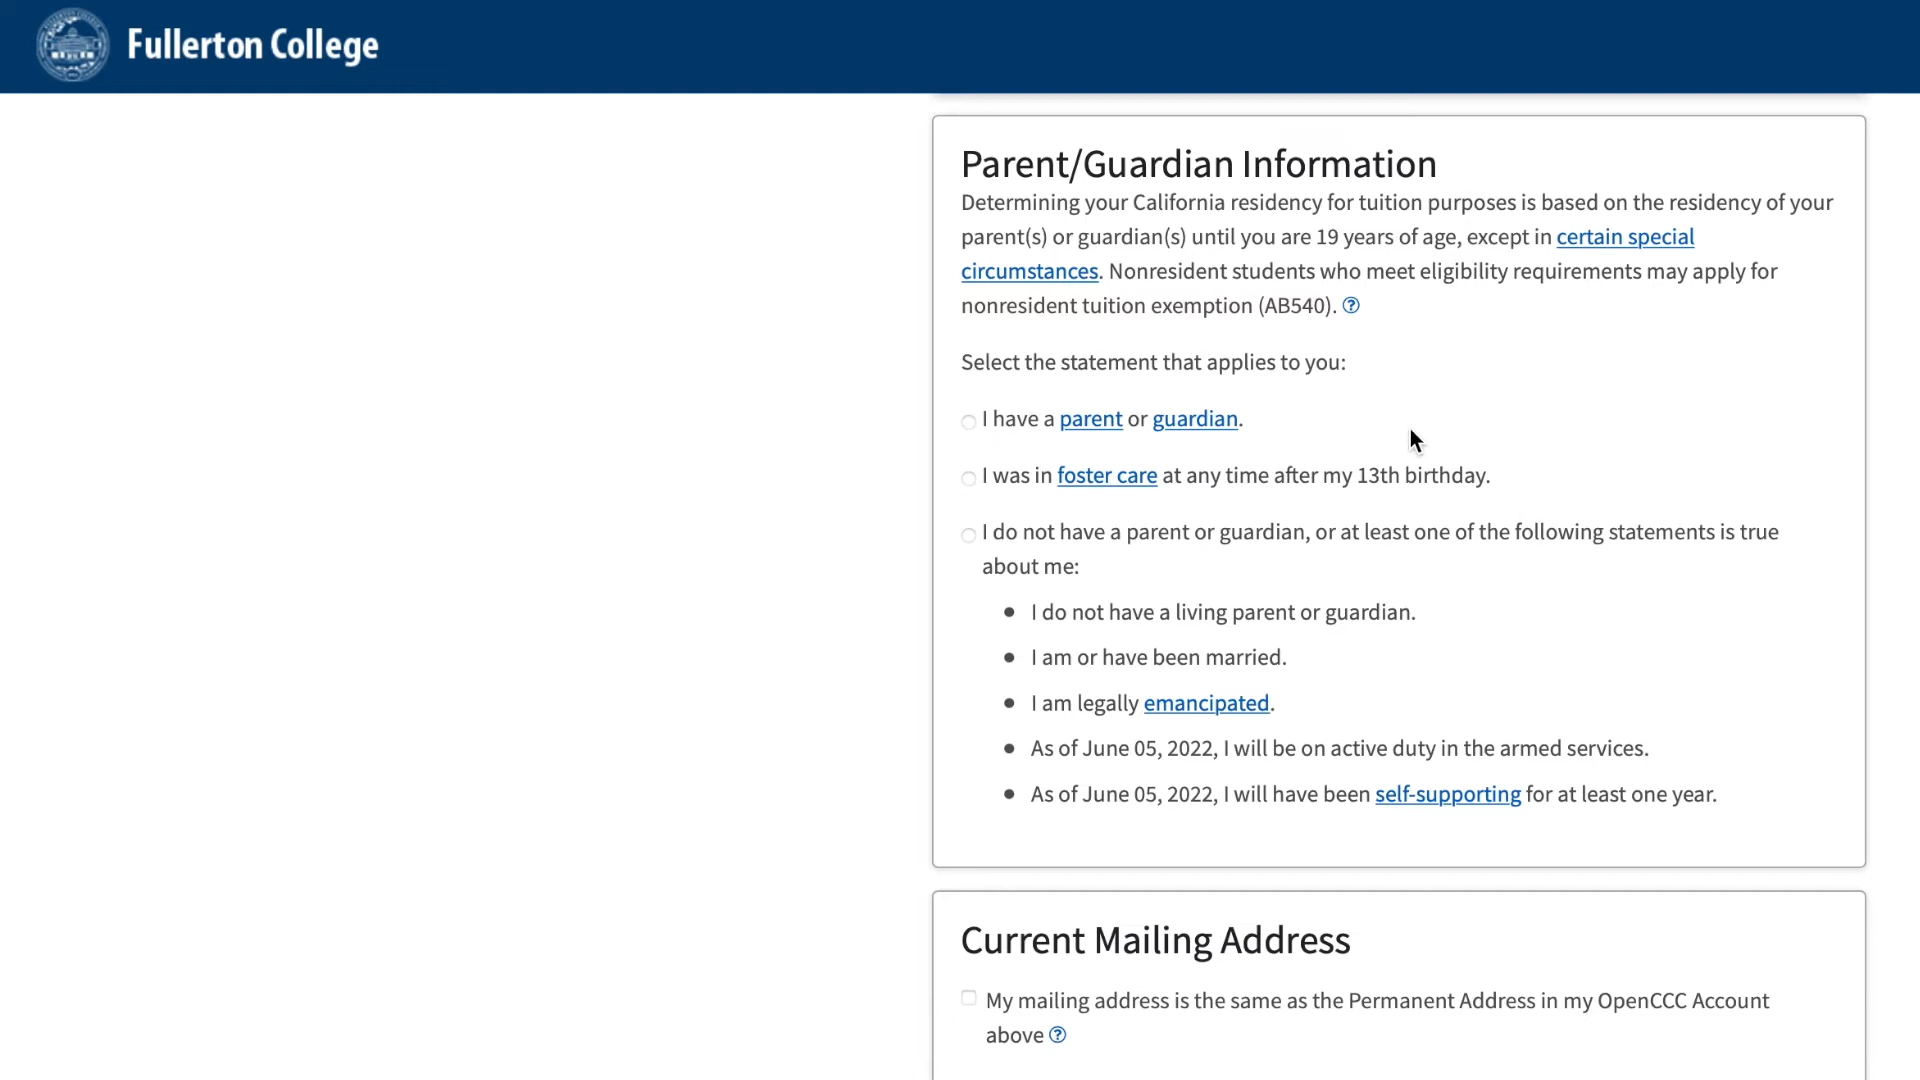 Fullerton College
Parent/Guardian Information
Determining your California residency for tuition purposes is based on the residency of your
parent(s) or guardian(s) until you are 19 years of age, except in certain special
circumstances. Nonresident students who meet eligibility requirements may apply for
nonresident tuition exemption (AB540). ?
Select the statement that applies to you:
I have a parent or guardian.
I was in foster care at any time after my 13th birthday.
I do not have a parent or guardian, or at least one of the following statements is true
about me:
• I do not have a living parent or guardian.
• I am or have been married.
• I am legally emancipated.
• As of June 05, 2022, I will be on active duty in the armed services.
• As of June 05, 2022, I will have been self-supporting for at least one year.
Current Mailing Address
My mailing address is the same as the Permanent Address in my OpenCCC Account
above ?